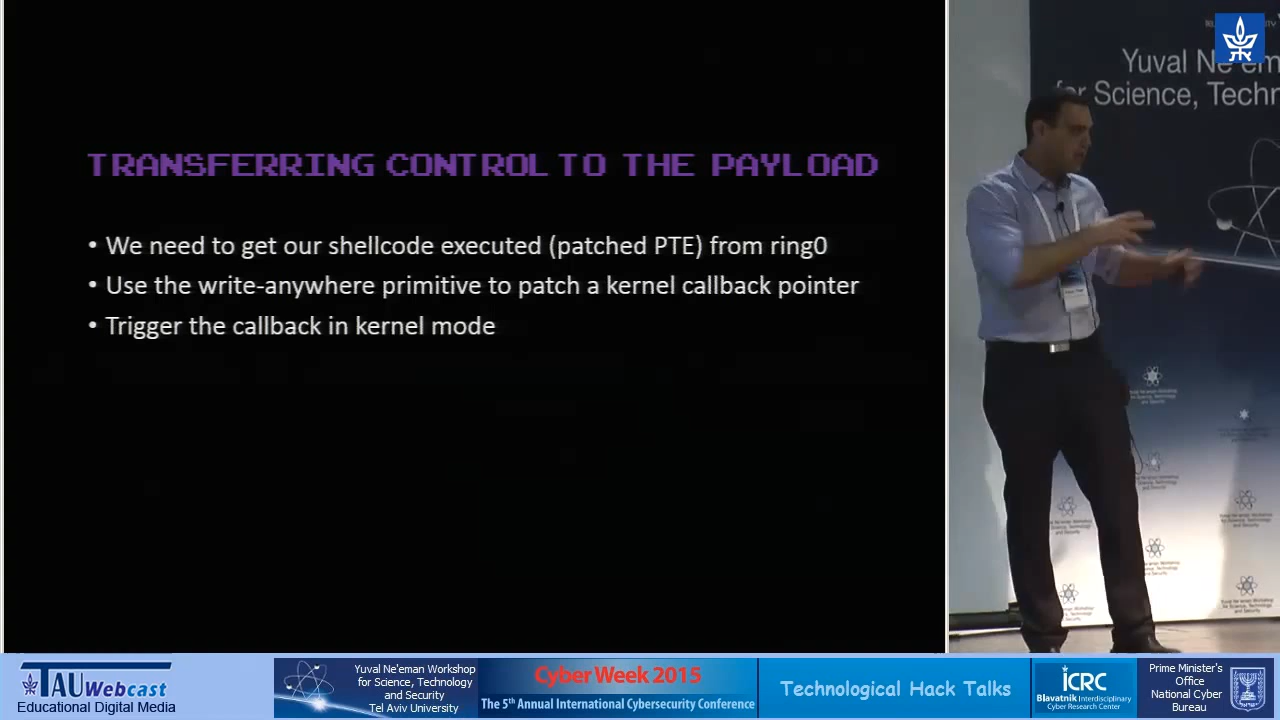 TRANSFERRING CONTROL TO THE PAYLOAD
• We need to get our shellcode executed (patched PTE) from ring0
• Use the write-anywhere primitive to patch a kernel callback pointer
• Trigger the callback in kernel mode
Yuval Ne'eman
for Science, Techn
TAU Webcast
Educational Digital Media
Yuval Ne'eman Workshop
for Science, Technology
and Security
Tel Aviv University
Cyber Week 2015
The 5th Annual International Cybersecurity Conference
Technological Hack Talks
ICRC
Blavatnik Interdisciplinary
Cyber Research Center
Prime Minister's
Office
National Cyber
Bureau